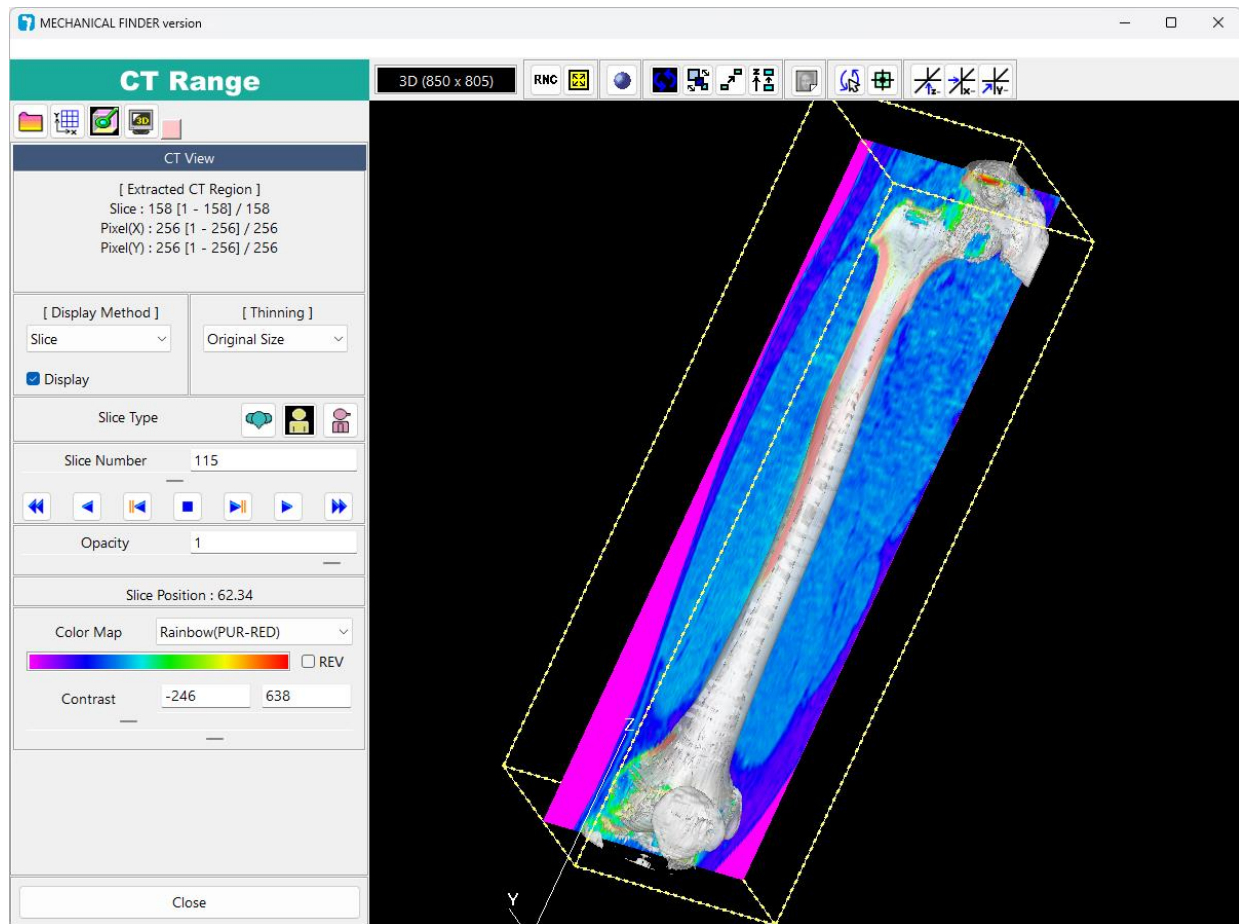 MECHANICAL FINDER version
CT Range
3D (850 x 805)
RNC
Z
Z-
X-
Y-
X
3D
CT View
[ Extracted CT Region ]
Slice : 158 [1 - 158] / 158
Pixel(X) : 256 [1 - 256] / 256
Pixel(Y) : 256 [1 - 256] / 256
[ Display Method ]
[ Thinning ]
Slice
Original Size
Display
Slice Type
Slice Number
115
Opacity
1
Slice Position : 62.34
Color Map
Rainbow(PUR-RED)
REV
Contrast
-246
638
Close
Z
Y